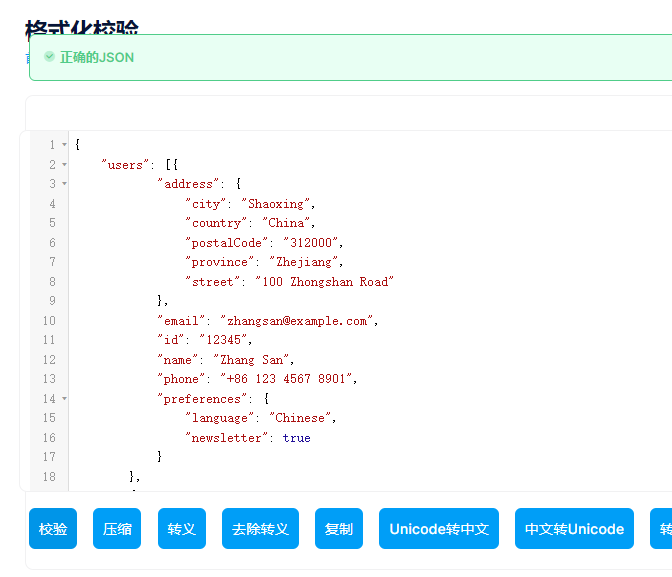 格式化校验
正确的JSON
1 {
2 "users": [{
3 "address": {
4 "city": "Shaoxing",
5 "country": "China",
6 "postalCode": "312000",
7 "province": "Zhejiang",
8 "street": "100 Zhongshan Road"
9 },
10 "email": "zhangsan@example.com",
11 "id": "12345",
12 "name": "Zhang San",
13 "phone": "+86 123 4567 8901",
14 "preferences": {
15 "language": "Chinese",
16 "newsletter": true
17 }
18 },
校验 压缩 转义 去除转义 复制 Unicode转中文 中文转Unicode 转